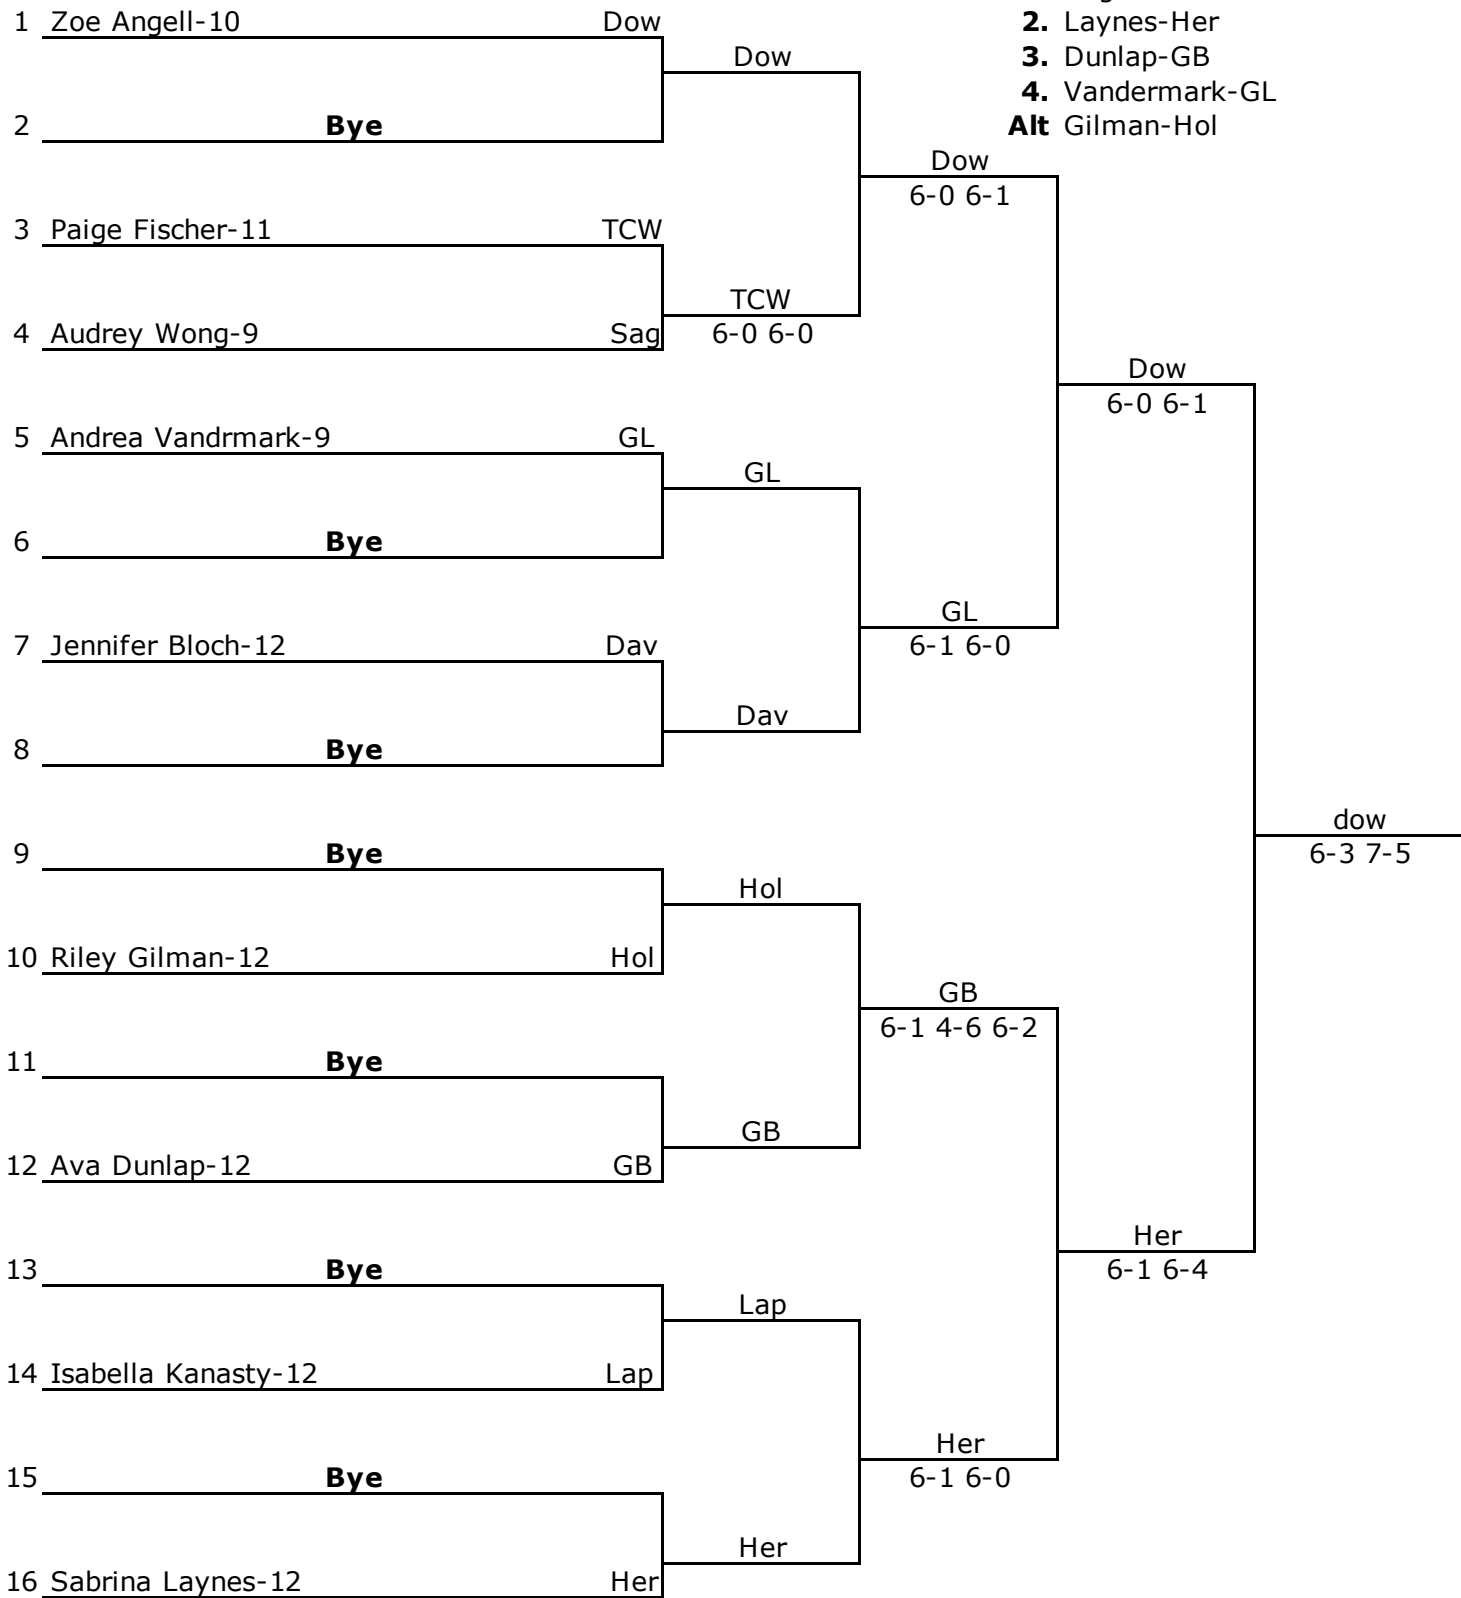 1 Zoe Angell-10 Dow
2. Laynes-Her
Dow
3. Dunlap-GB
4. Vandermark-GL
2 Bye
Alt Gilman-Hol
Dow
6-0 6-1
3 Paige Fischer-11 TCW
TCW
4 Audrey Wong-9 Sag
6-0 6-0
Dow
6-0 6-1
5 Andrea Vandrmark-9 GL
GL
6 Bye
GL
7 Jennifer Bloch-12 Dav
6-1 6-0
Dav
8 Bye
dow
9 Bye
6-3 7-5
Hol
10 Riley Gilman-12 Hol
GB
6-1 4-6 6-2
11 Bye
GB
12 Ava Dunlap-12 GB
Her
13 Bye
6-1 6-4
Lap
14 Isabella Kanasty-12 Lap
Her
15 Bye
6-1 6-0
Her
16 Sabrina Laynes-12 Her